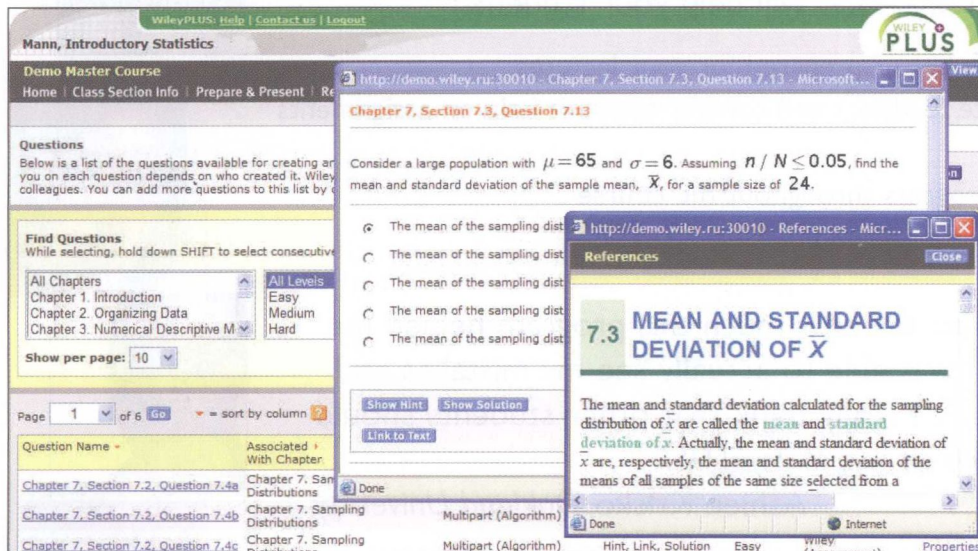 WileyPLUS: Help | Contact us | Logout
Mann, Introductory Statistics
WILEY
PLUS
Demo Master Course
Home | Class Section Info | Prepare & Present |
View
Questions
Below is a list of the questions available for creating
you on each question depends on who created it. Wiley
colleagues. You can add more questions to this list by
Find Questions
While selecting, hold down SHIFT to select consecutive
All Chapters
Chapter 1. Introduction
Chapter 2. Organizing Data
Chapter 3. Numerical Descriptive M
All Levels
Easy
Medium
Hard
Show per page: 10
Page 1 of 6 Go = sort by column ?
Question Name
Associated
With Chapter
Chapter 7, Section 7.2, Question 7.4a
Chapter 7. Sampling
Distributions
Chapter 7, Section 7.2, Question 7.4b
Chapter 7. Sampling
Distributions
Multipart (Algorithm)
Chapter 7, Section 7.2, Question 7.4c
Chapter 7. Sampling
Distributions
Multipart (Algorithm)
Hint, Link, Solution
Easy
Wiley
http://demo.wiley.ru:30010 - Chapter 7, Section 7.3, Question 7.13 - Microsoft...
Chapter 7, Section 7.3, Question 7.13
Consider a large population with μ = 65 and σ = 6. Assuming n / N ≤ 0.05, find the
mean and standard deviation of the sample mean, x̅, for a sample size of 24.
The mean of the sampling dist
The mean of the sampling dist
The mean of the sampling dist
The mean of the sampling dist
The mean of the sampling dist
Show Hint Show Solution
Link to Text
Done
http://demo.wiley.ru:30010 - References - Micr...
References
Close
7.3 MEAN AND STANDARD
DEVIATION OF x̅
The mean and standard deviation calculated for the sampling
distribution of x̅ are called the mean and standard
deviation of x̅. Actually, the mean and standard deviation of
x̅ are, respectively, the mean and standard deviation of the
means of all samples of the same size selected from a
Done
Internet